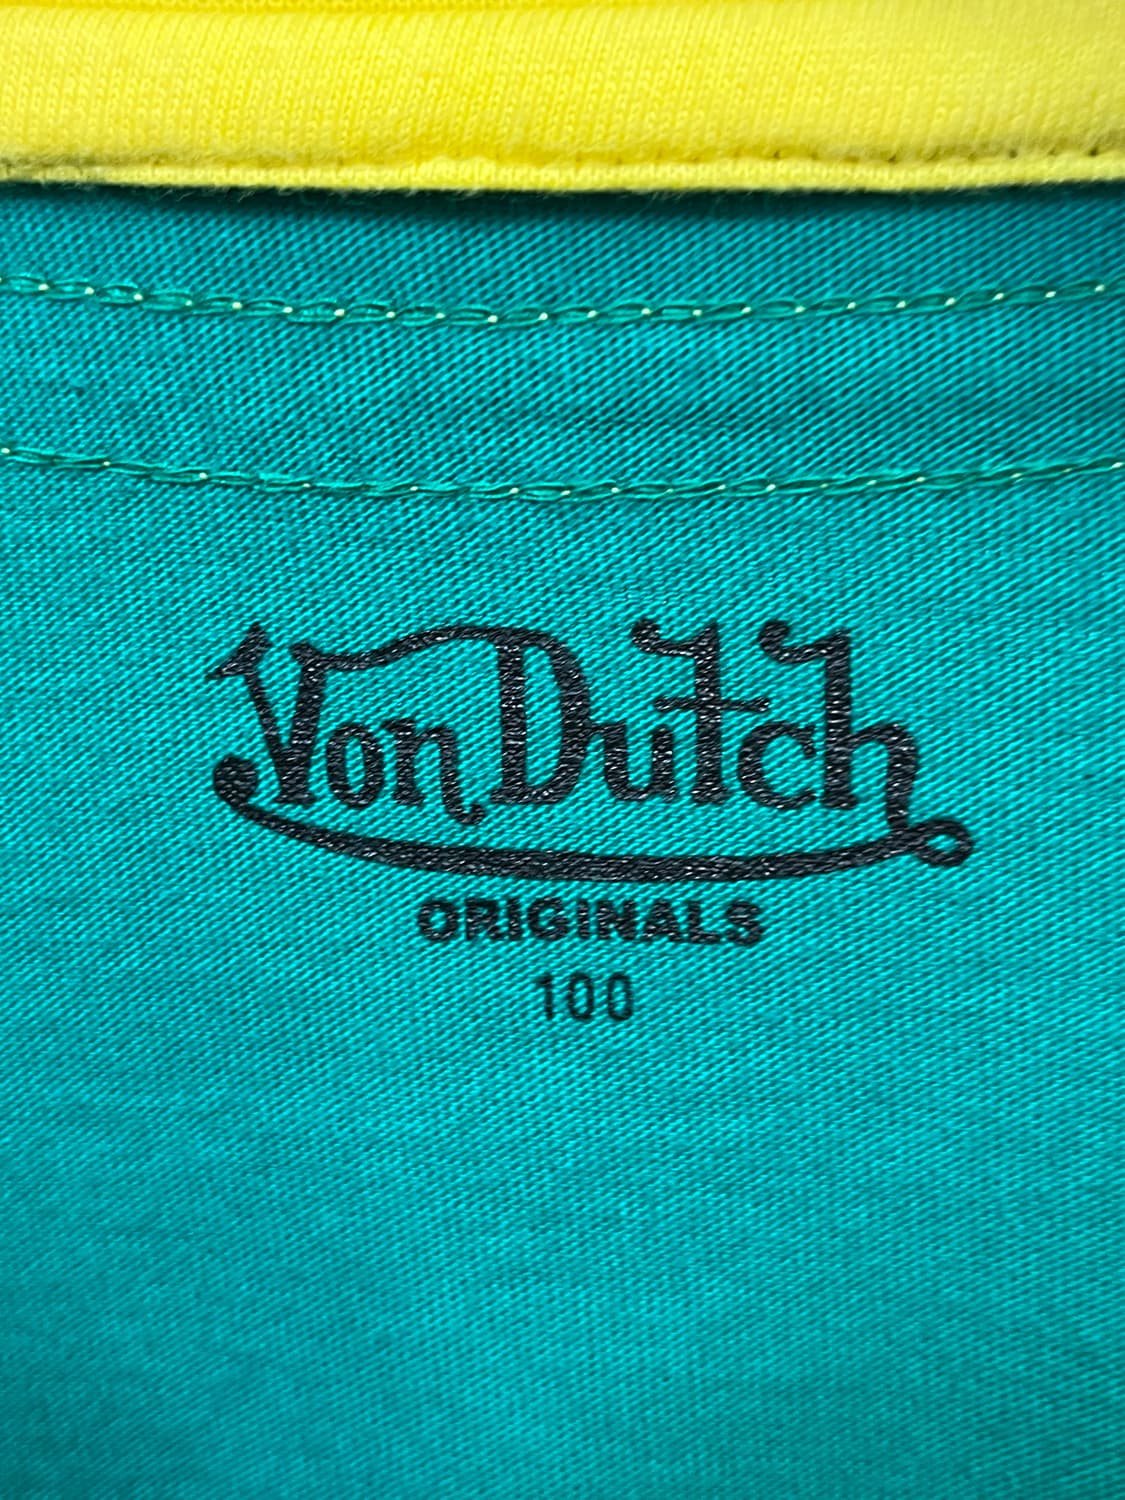 Von Dutch
ORIGINALS
100